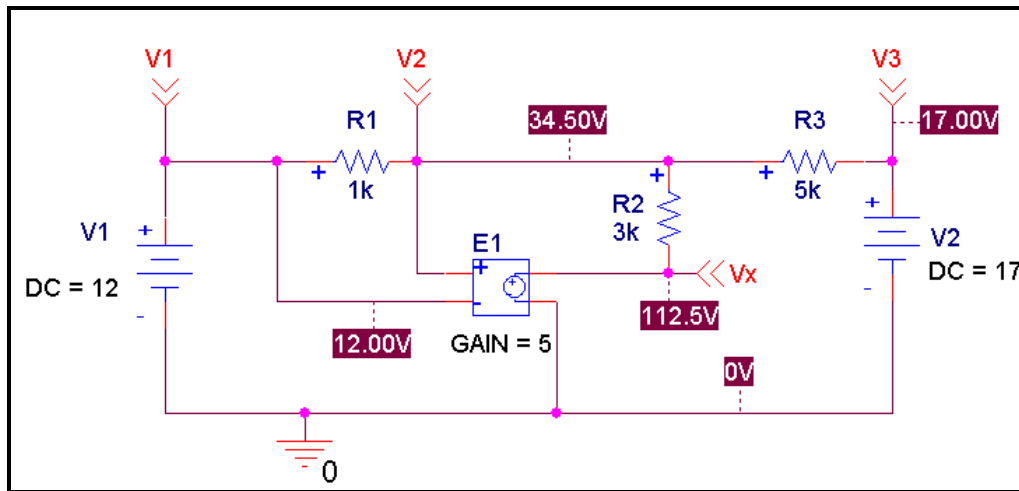 V1
V2
V3
R1
34.50V
R3
17.00V
+
1k
+
+
5k
R2
3k
+
V1
DC = 12
-
E1
+
-
+
Vx
+
V2
DC = 17
-
12.00V
GAIN = 5
112.5V
0V
0